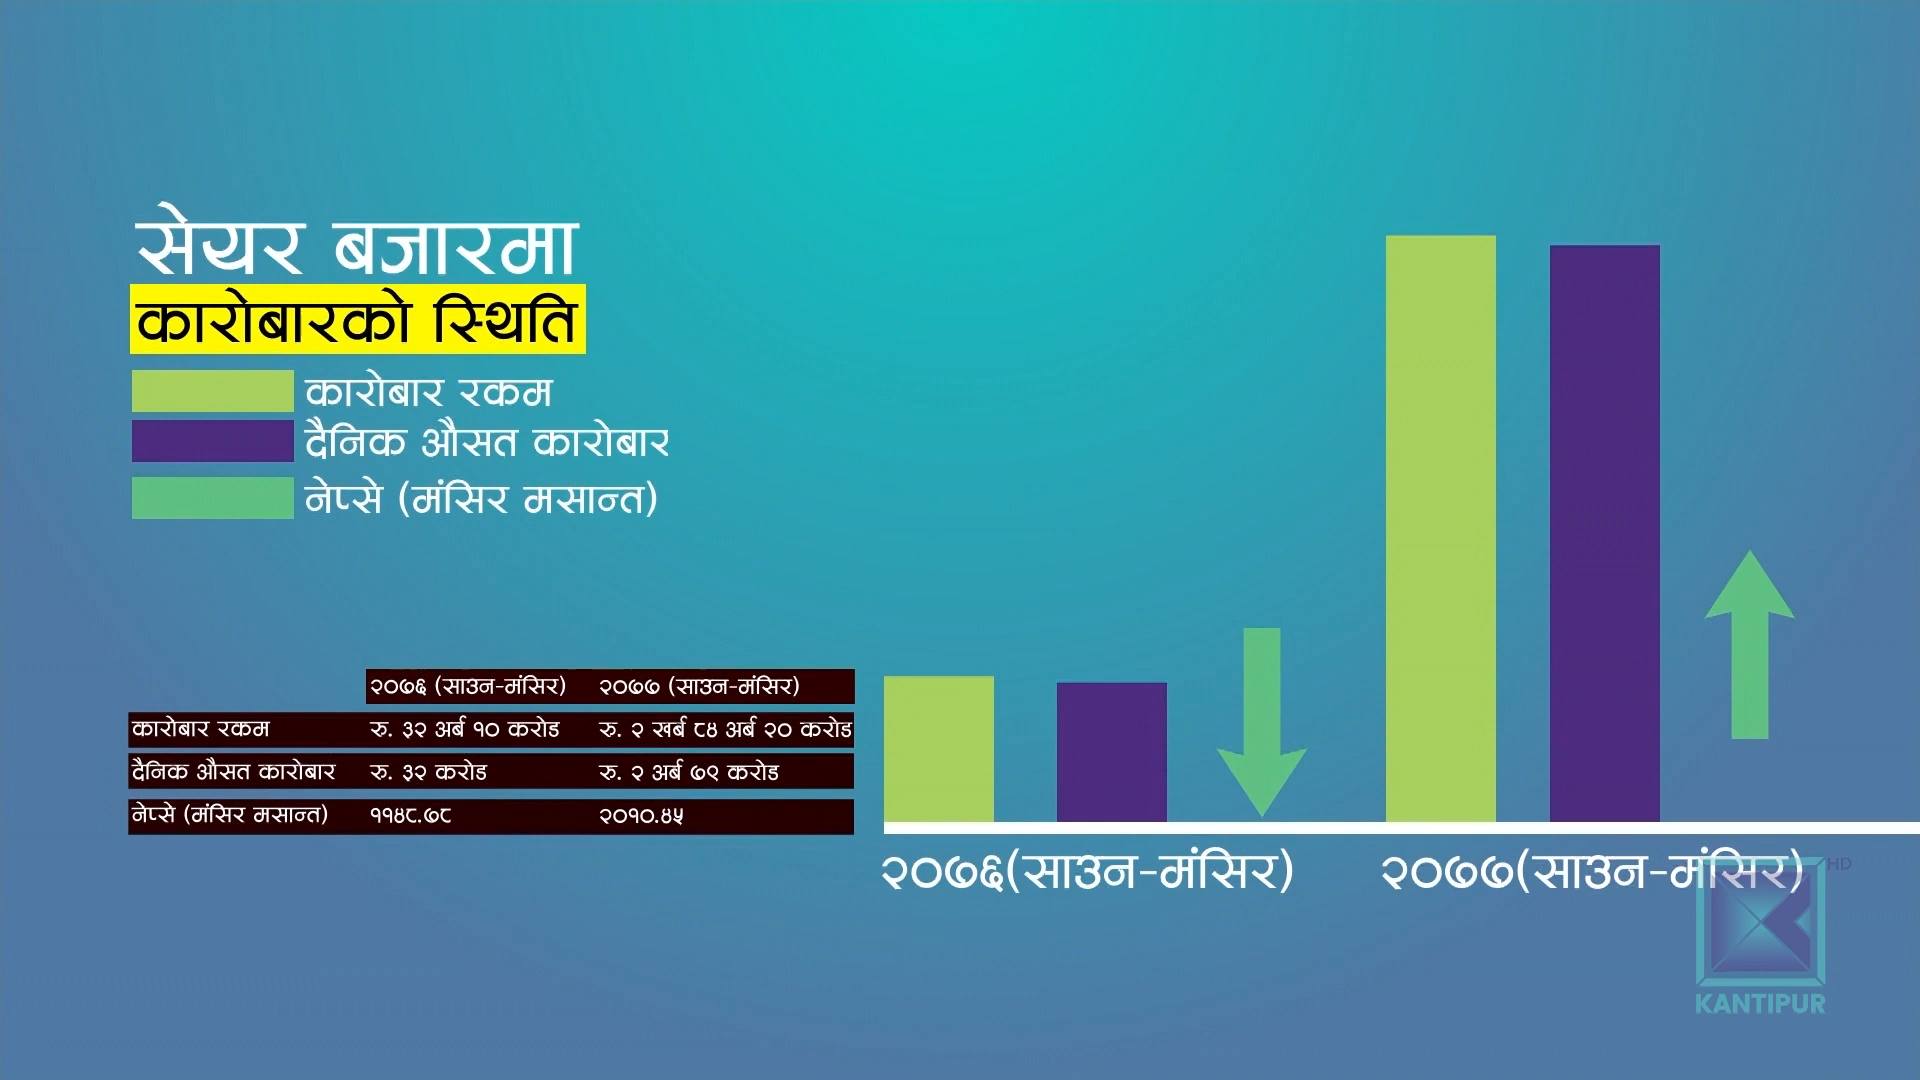 सेयर बजारमा
कारोबारको स्थिति
कारोबार रकम
दैनिक औसत कारोबार
नेप्से (मंसिर मसान्त)
२०७६ (साउन-मंसिर) २०७७ (साउन-मंसिर)
कारोबार रकम रु. ३२ अर्ब १० करोड रु. २ खर्ब ८४ अर्ब २० करोड
दैनिक औसत कारोबार रु. ३२ करोड रु. २ अर्ब ७९ करोड
नेप्से (मंसिर मसान्त) ११४८.७८ २०१०.४५
२०७६(साउन-मंसिर) २०७७(साउन-मंसिर)
HD
KANTIPUR